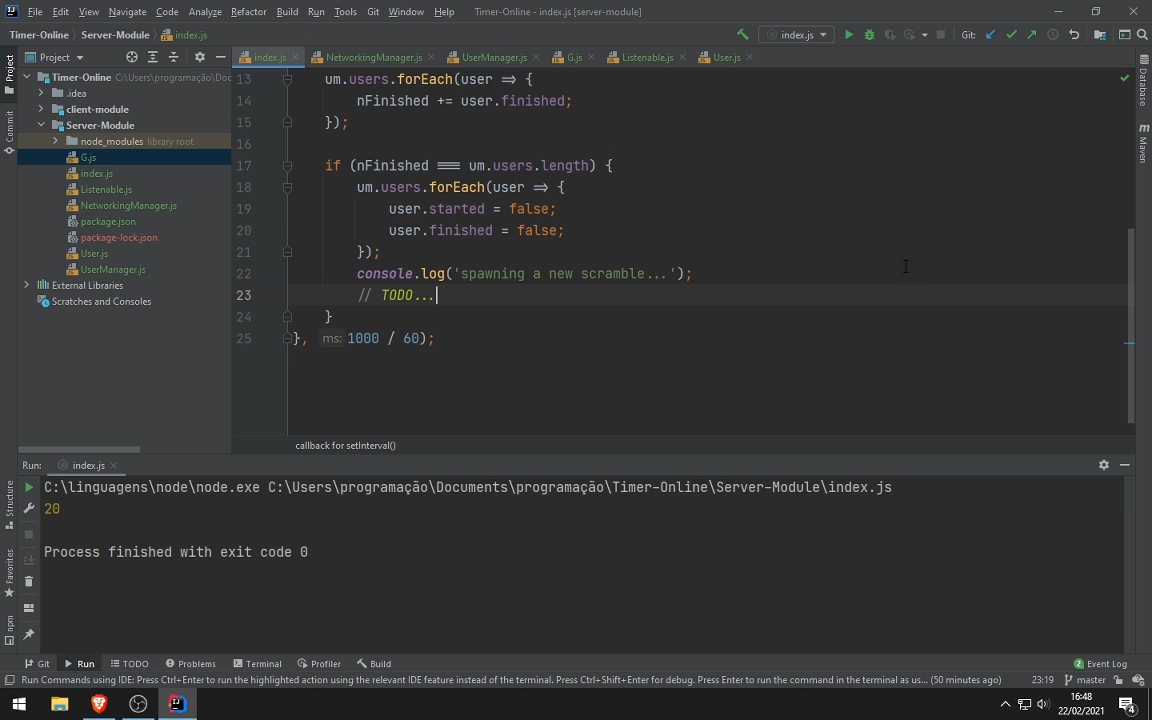 File Edit View Navigate Code Analyze Refactor Build Run Tools Git Window Help Timer-Online - index.js [server-module]
Timer-Online Server-Module index.js index.js Git:
Project index.js NetworkingManager.js UserManager.js G.js Listenable.js User.js
Timer-Online C:\Users\programação\Doc
.idea
client-module
Server-Module
node_modules library root
G.js
index.js
Listenable.js
NetworkingManager.js
package.json
package-lock.json
User.js
UserManager.js
External Libraries
Scratches and Consoles
Project
Commit
Structure
Favorites
npm
Database
Maven
13 um.users.forEach(user => {
14 nFinished += user.finished;
15 });
16
17 if (nFinished === um.users.length) {
18 um.users.forEach(user => {
19 user.started = false;
20 user.finished = false;
21 });
22 console.log('spawning a new scramble...');
23 // TODO...
24 }
25 }, ms: 1000 / 60);
callback for setInterval()
Run: index.js
C:\linguagens\node\node.exe C:\Users\programação\Documents\programação\Timer-Online\Server-Module\index.js
20
Process finished with exit code 0
Git Run TODO Problems Terminal Profiler Build 2 Event Log
Run Commands using IDE: Press Ctrl+Enter to run the highlighted action using the relevant IDE feature instead of the terminal. Press Ctrl+Shift+Enter for debug. Press Enter to run the command in the terminal as us... (50 minutes ago) 23:19 master
16:48
22/02/2021
4